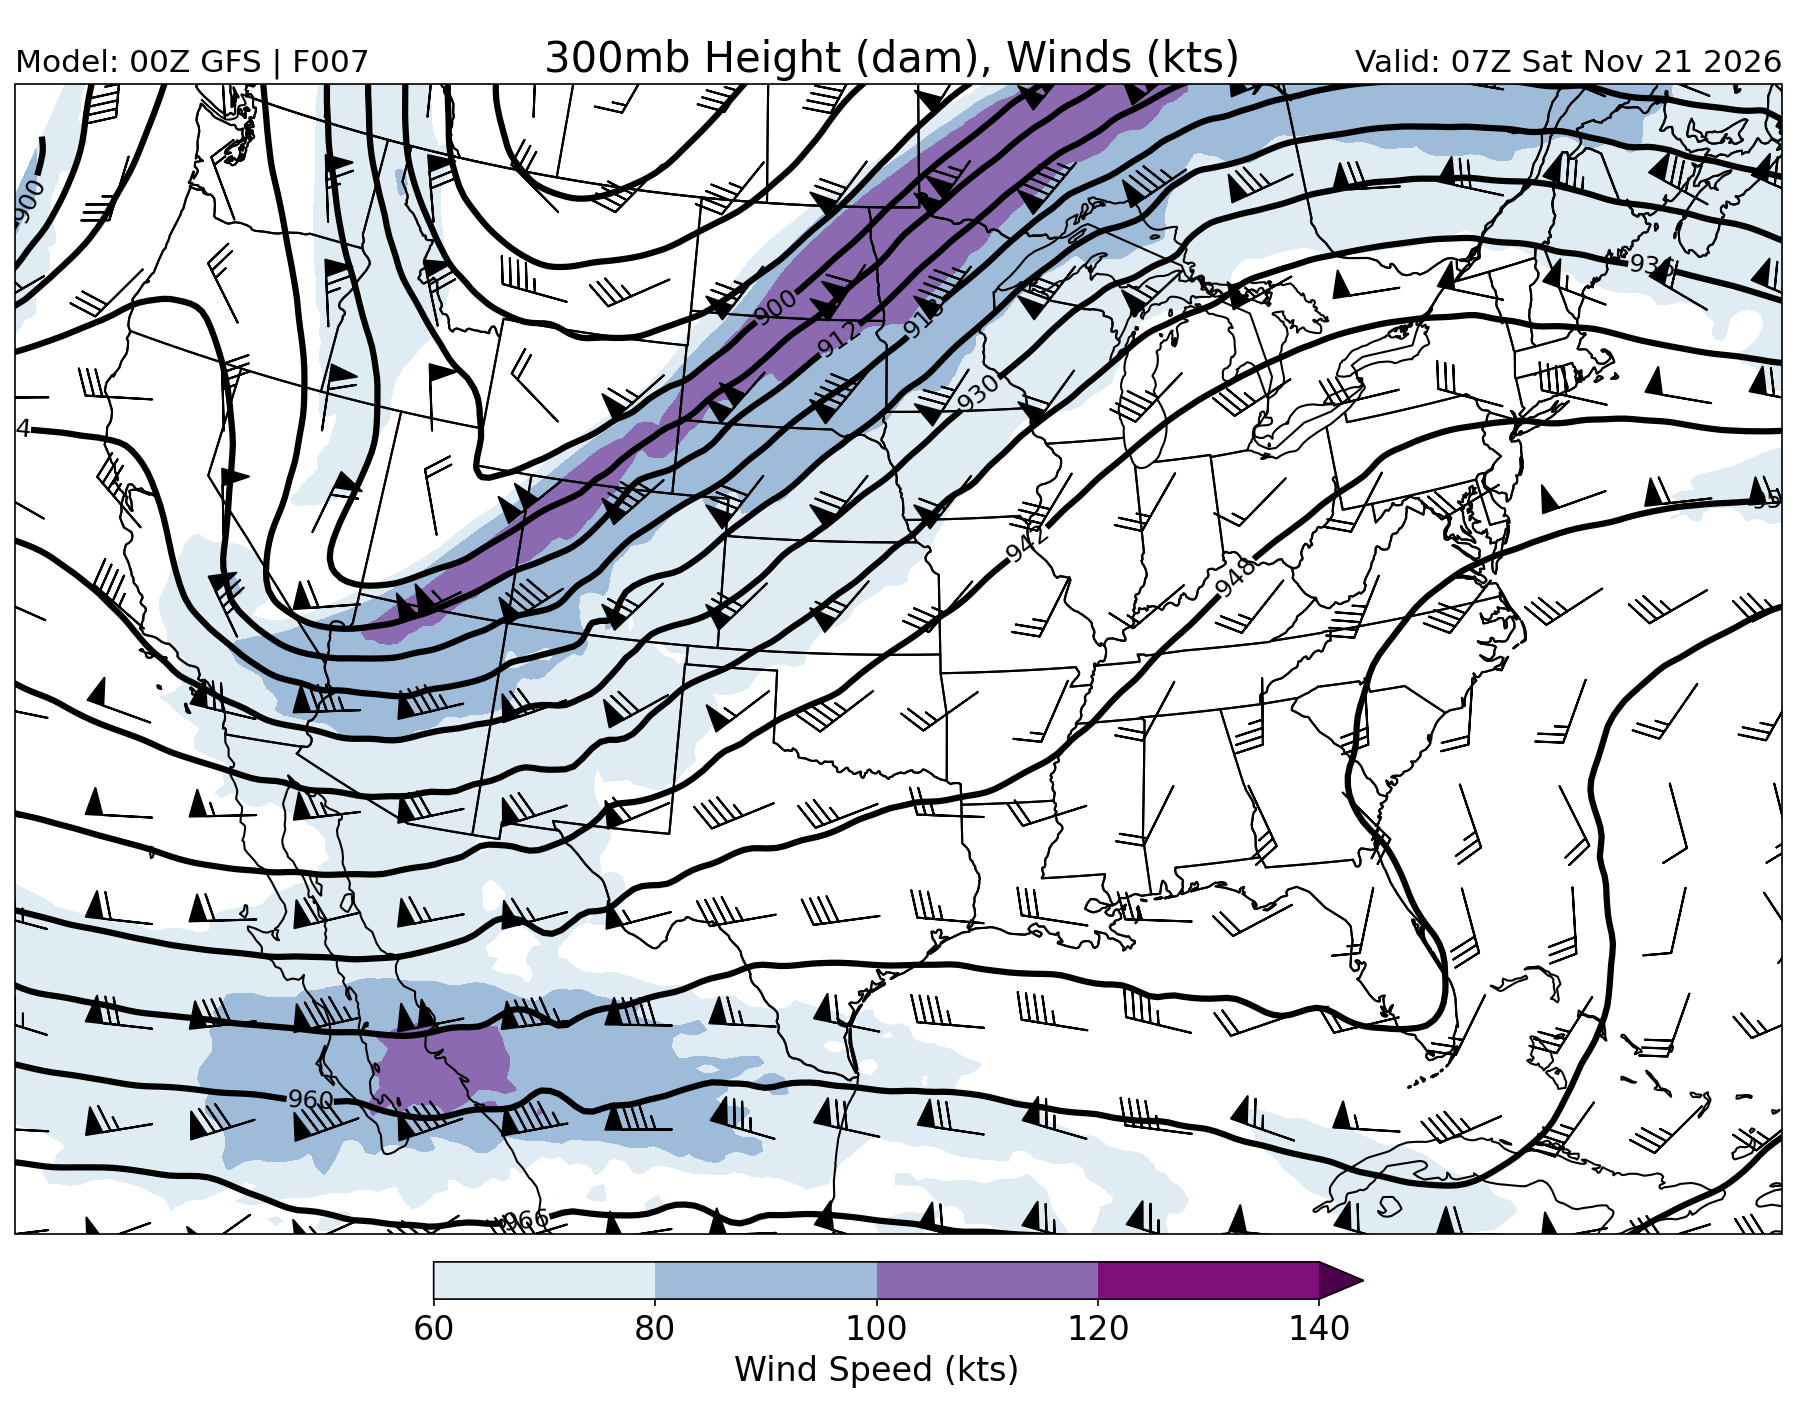 Model: 00Z GFS | F007
300mb Height (dam), Winds (kts)
Valid: 07Z Sat Nov 21 2026
900
936
900
918
912
930
4
942
948
960
966
60 80 100 120 140
Wind Speed (kts)